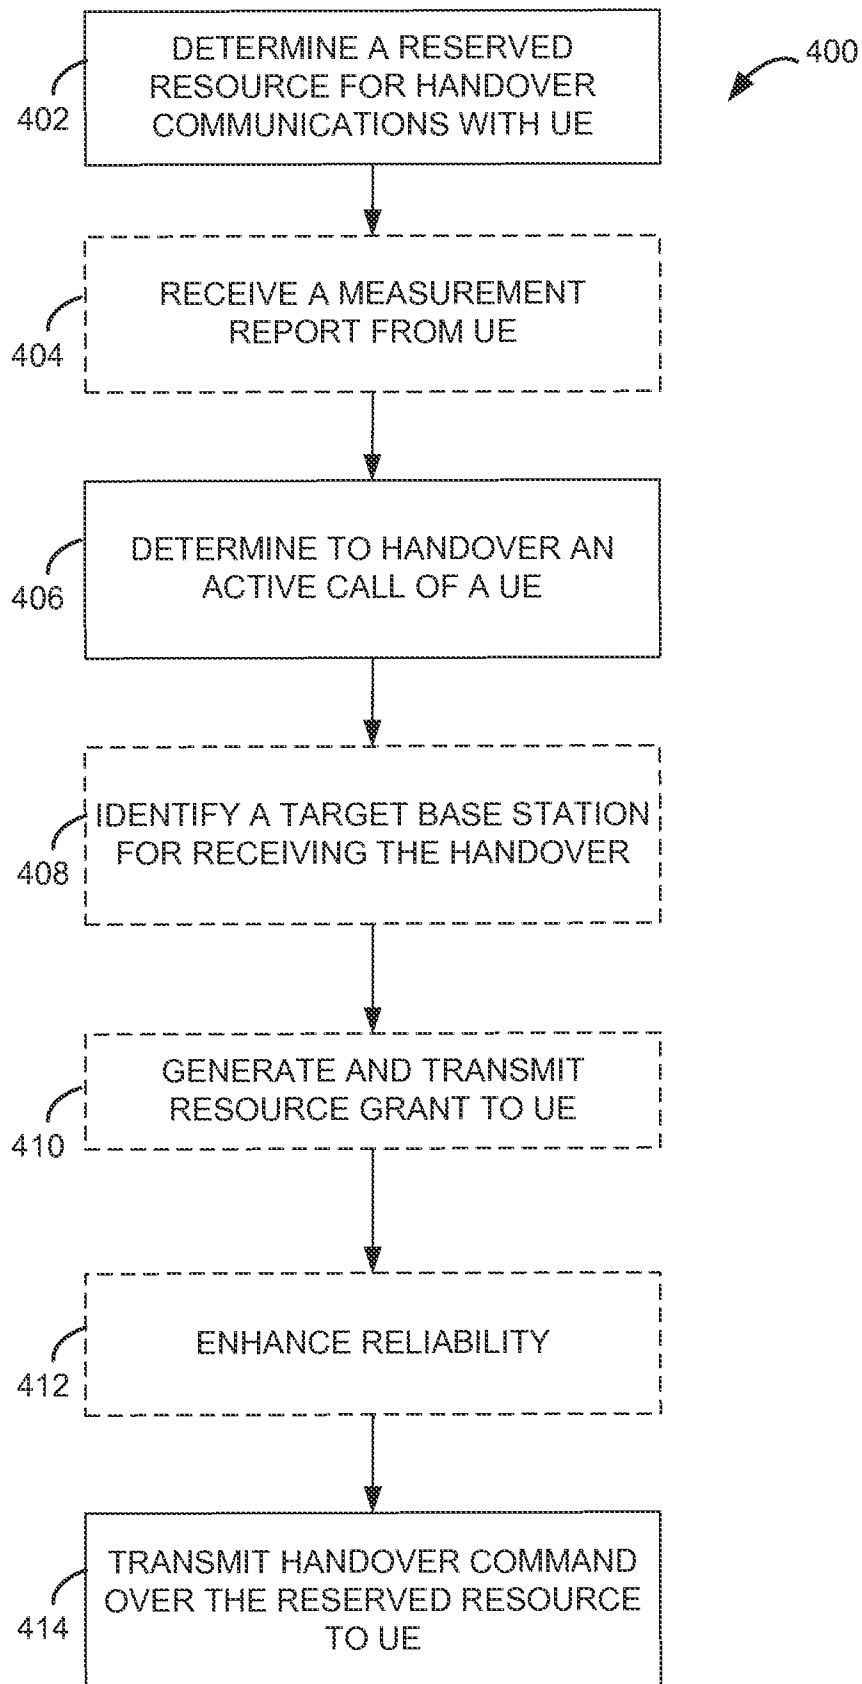 DETERMINE A RESERVED
RESOURCE FOR HANDOVER
COMMUNICATIONS WITH UE
400
402
RECEIVE A MEASUREMENT
REPORT FROM UE
404
DETERMINE TO HANDOVER AN
ACTIVE CALL OF A UE
406
IDENTIFY A TARGET BASE STATION
FOR RECEIVING THE HANDOVER
408
GENERATE AND TRANSMIT
RESOURCE GRANT TO UE
410
ENHANCE RELIABILITY
412
TRANSMIT HANDOVER COMMAND
OVER THE RESERVED RESOURCE
TO UE
414